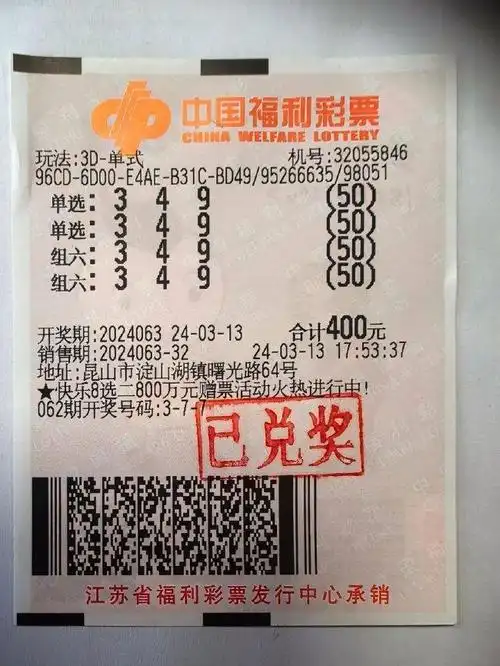 中国福利彩票
CHINA WELFARE LOTTERY
玩法:3D-单式 机号:32055846
96CD-6D00-E4AE-B31C-BD49/95266635/98051
单选: 3 4 9 (50)
单选: 3 4 9 (50)
组六: 3 4 9 (50)
组六: 3 4 9 (50)
开奖期:2024063 24-03-13 合计400元
销售期:2024063-32 24-03-13 17:53:37
地址:昆山市淀山湖镇曙光路64号
★快乐8选二800万元赠票活动火热进行中!
062期开奖号码:3-7-7
已兑奖
江苏省福利彩票发行中心承销